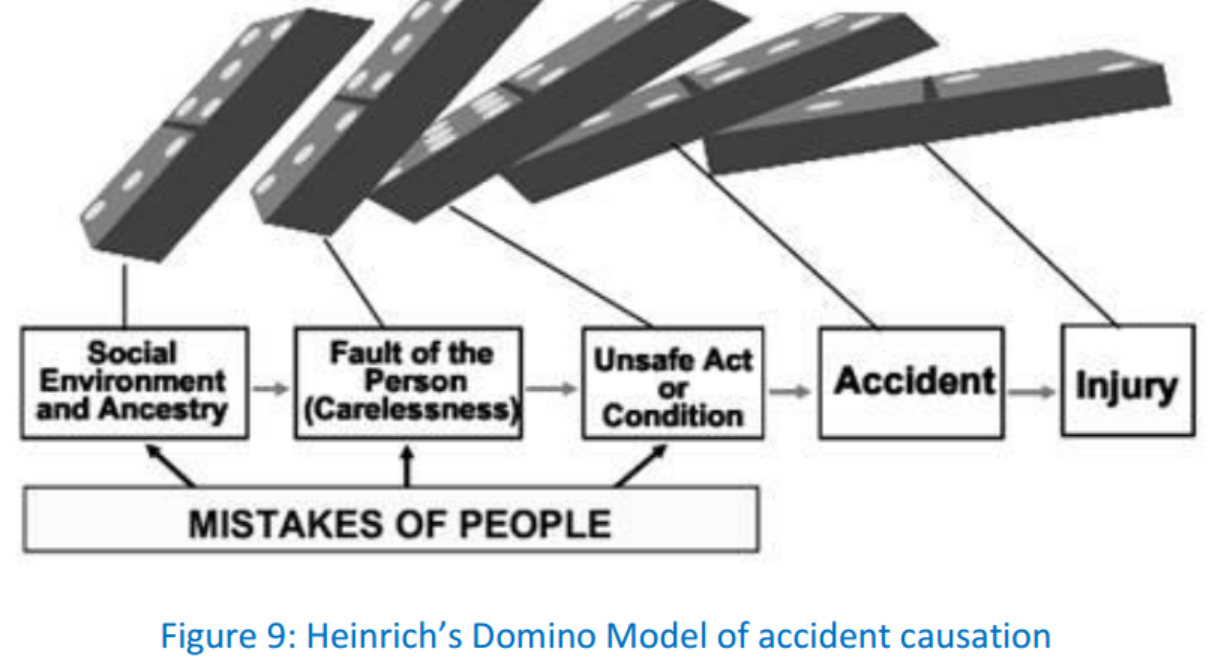 Social
Environment
and Ancestry
Fault of the
Person
(Carelessness)
Unsafe Act
or
Condition
Accident
Injury
MISTAKES OF PEOPLE
Figure 9: Heinrich’s Domino Model of accident causation